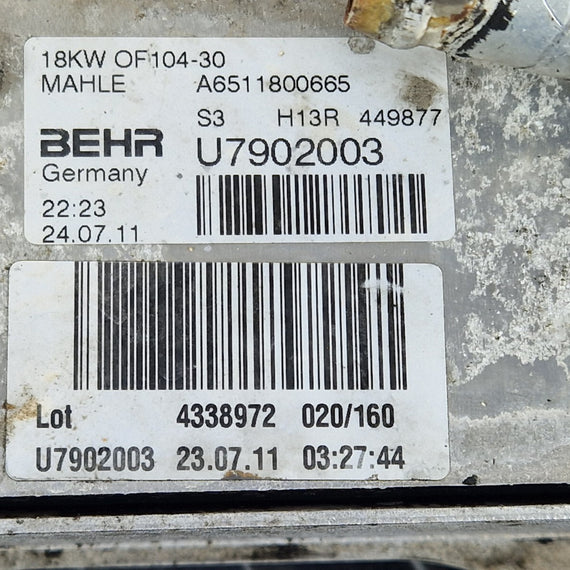 18KW OF104-30
MAHLE A6511800665
S3 H13R 449877
BEHR U7902003
Germany
22:23
24.07.11
Lot 4338972 020/160
U7902003 23.07.11 03:27:44